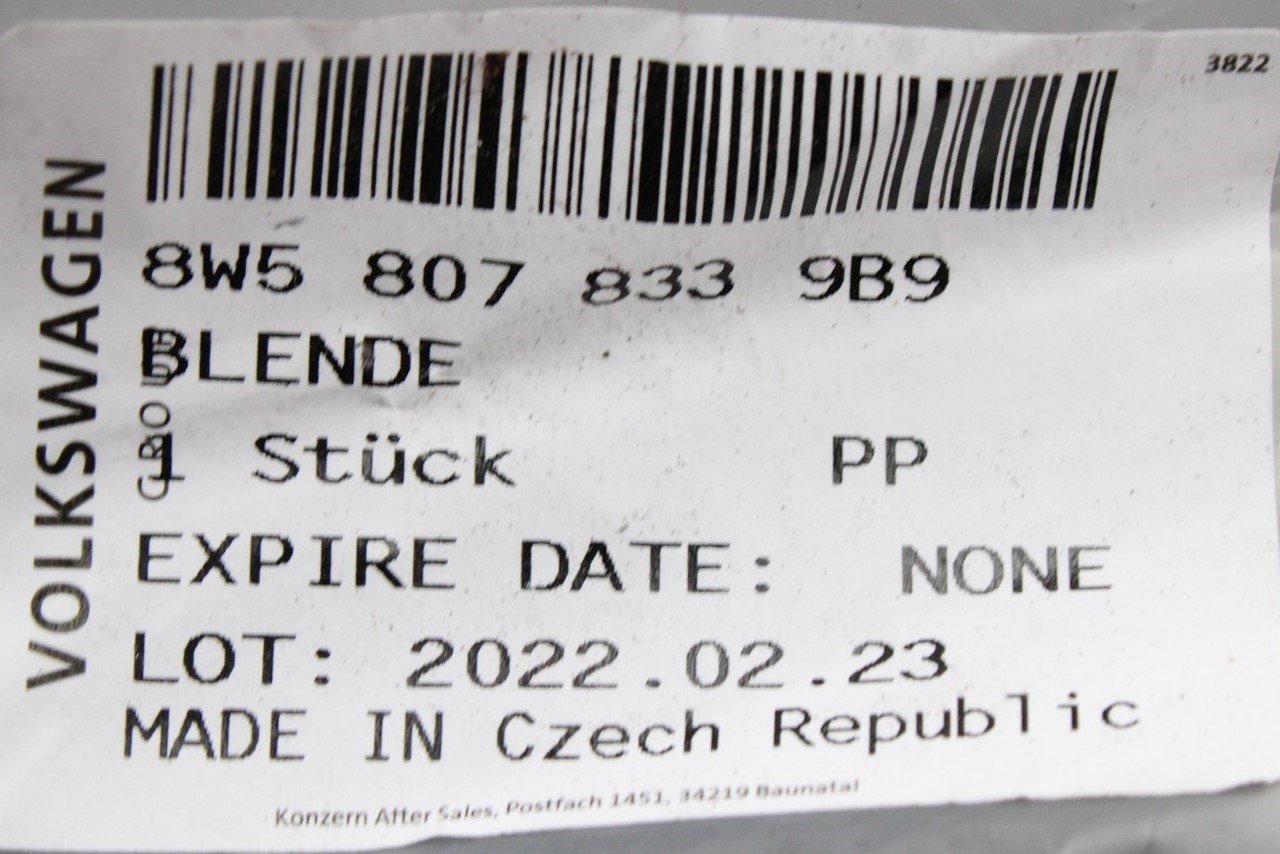 3822
VOLKSWAGEN
GROUP
8W5 807 833 9B9
BLENDE
1 Stück PP
EXPIRE DATE: NONE
LOT: 2022.02.23
MADE IN Czech Republic
Konzern After Sales, Postfach 1451, 34219 Baunatal